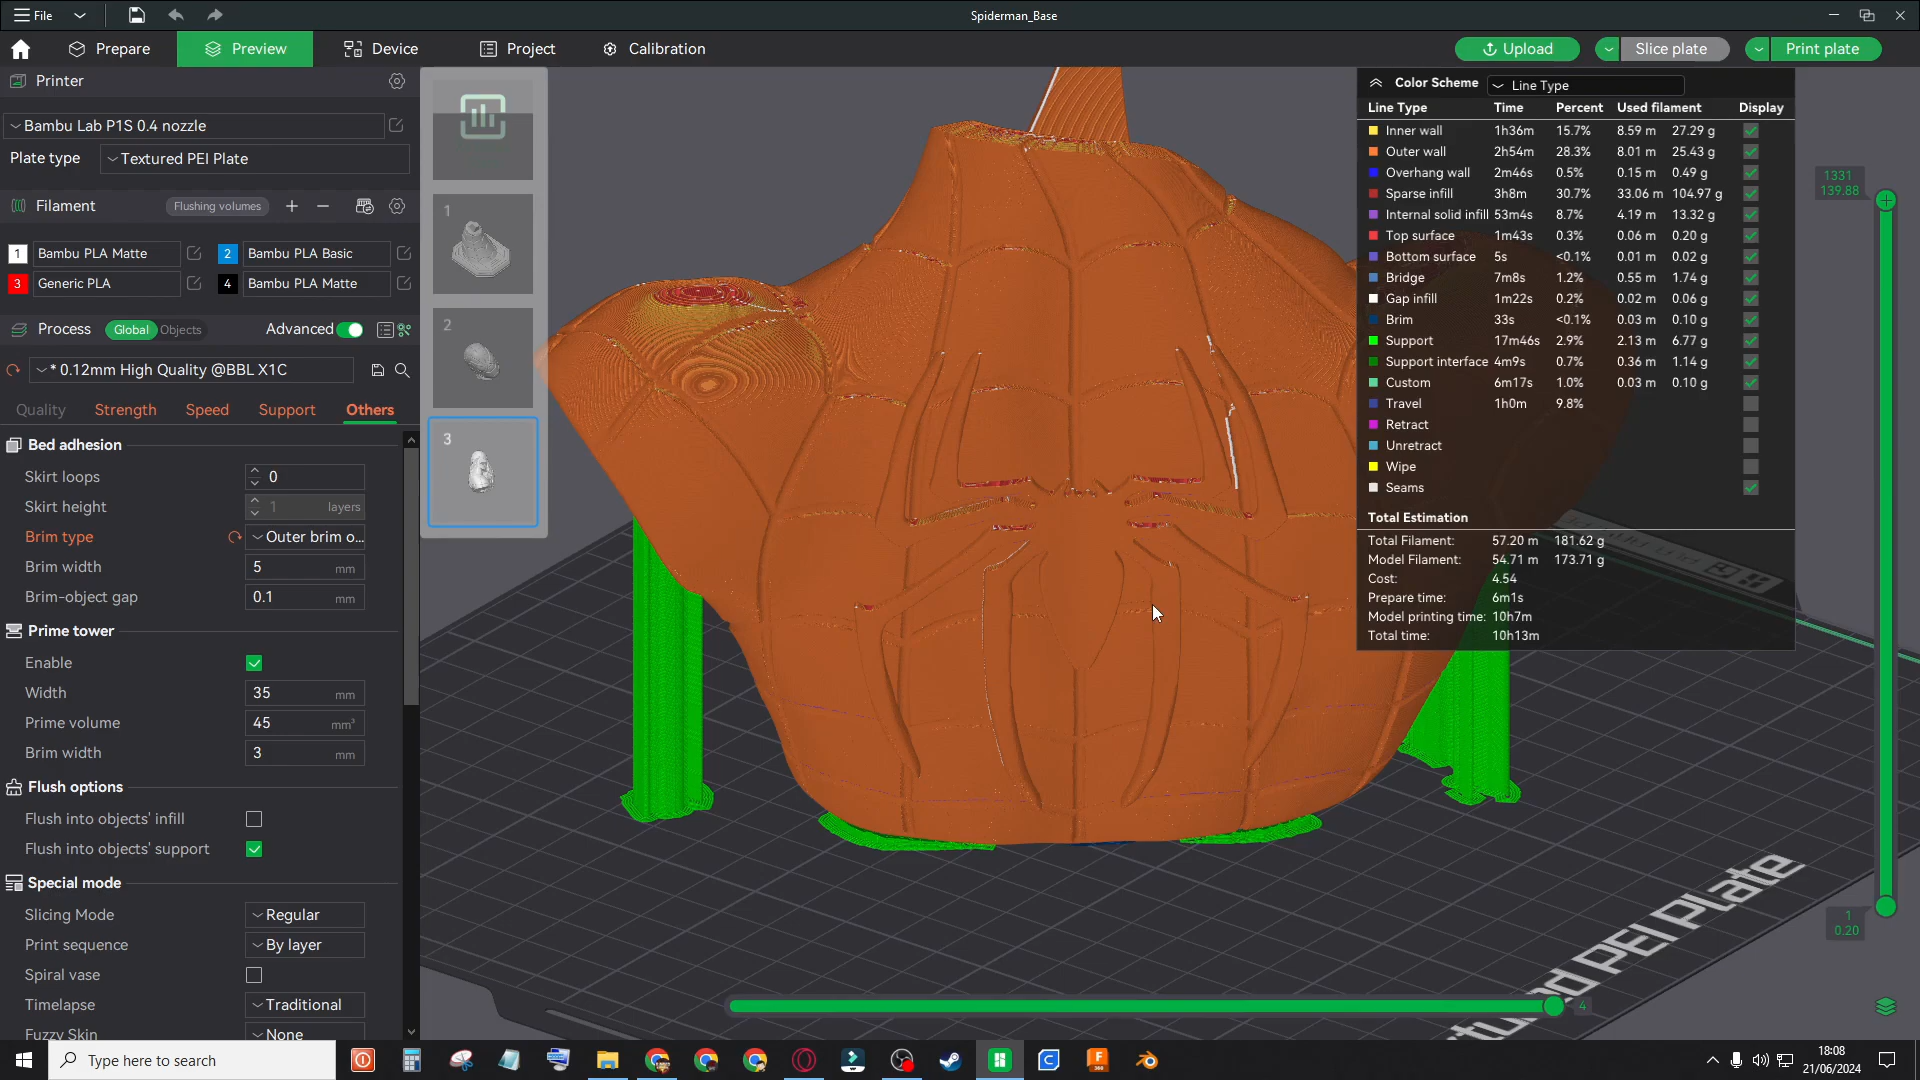 File
Spiderman_Base
Prepare
Preview
Device
Project
Calibration
Upload
Slice plate
Print plate
Printer
Bambu Lab P1S 0.4 nozzle
Plate type
Textured PEI Plate
Filament
Flushing volumes
1
Bambu PLA Matte
2
Bambu PLA Basic
3
Generic PLA
4
Bambu PLA Matte
Process
Global
Objects
Advanced
* 0.12mm High Quality @BBL X1C
Quality
Strength
Speed
Support
Others
Bed adhesion
Skirt loops
0
Skirt height
1 layers
Brim type
Outer brim o...
Brim width
5 mm
Brim-object gap
0.1 mm
Prime tower
Enable
Width
35 mm
Prime volume
45 mm³
Brim width
3 mm
Flush options
Flush into objects' infill
Flush into objects' support
Special mode
Slicing Mode
Regular
Print sequence
By layer
Spiral vase
Timelapse
Traditional
Fuzzy Skin
None
1
2
3
Color Scheme
Line Type
Line Type Time Percent Used filament Display
Inner wall 1h36m 15.7% 8.59 m 27.29 g
Outer wall 2h54m 28.3% 8.01 m 25.43 g
Overhang wall 2m46s 0.5% 0.15 m 0.49 g
Sparse infill 3h8m 30.7% 33.06 m 104.97 g
Internal solid infill 53m4s 8.7% 4.19 m 13.32 g
Top surface 1m43s 0.3% 0.06 m 0.20 g
Bottom surface 5s <0.1% 0.01 m 0.02 g
Bridge 7m8s 1.2% 0.55 m 1.74 g
Gap infill 1m22s 0.2% 0.02 m 0.06 g
Brim 33s <0.1% 0.03 m 0.10 g
Support 17m46s 2.9% 2.13 m 6.77 g
Support interface 4m9s 0.7% 0.36 m 1.14 g
Custom 6m17s 1.0% 0.03 m 0.10 g
Travel 1h0m 9.8%
Retract
Unretract
Wipe
Seams
Total Estimation
Total Filament: 57.20 m 181.62 g
Model Filament: 54.71 m 173.71 g
Cost: 4.54
Prepare time: 6m1s
Model printing time: 10h7m
Total time: 10h13m
1331
139.88
1
0.20
4
PEI Plate
Type here to search
18:08
21/06/2024